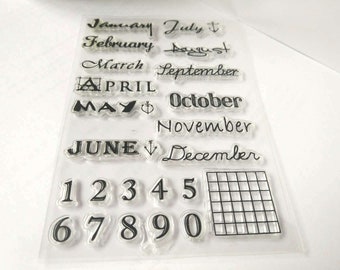 January
February
March
APRIL
MAY
JUNE
July
August
September
October
November
December
1 2 3 4 5
6 7 8 9 0